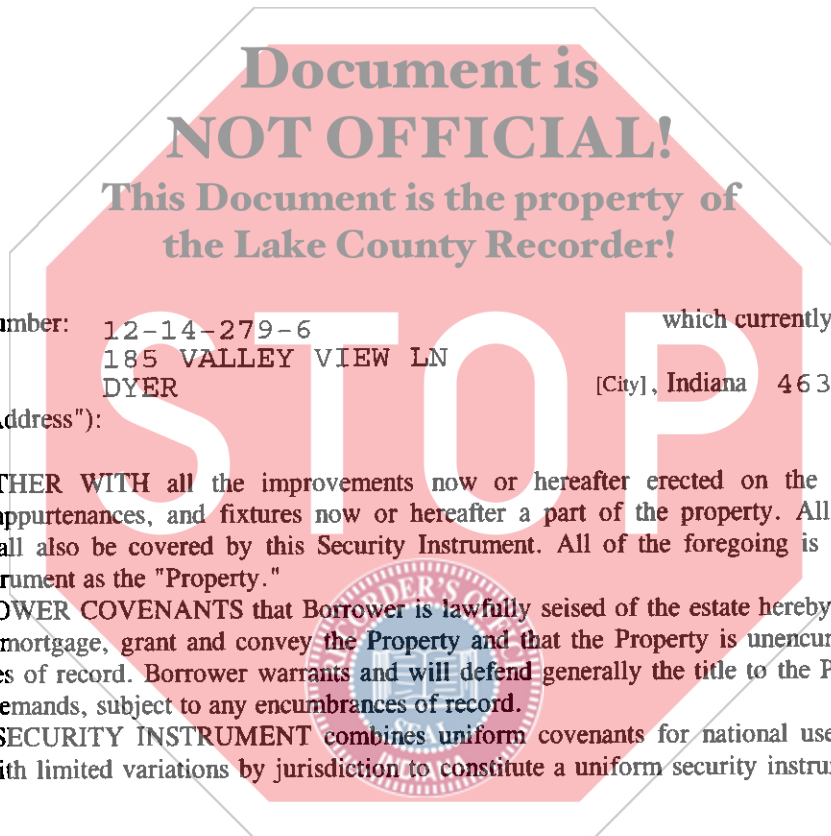 Document is
NOT OFFICIAL!
This Document is the property of
the Lake County Recorder!
STOP
umber: 12-14-279-6 which currently
185 VALLEY VIEW LN
DYER [City], Indiana 463
Address"):
THER WITH all the improvements now or hereafter erected on the
appurtenances, and fixtures now or hereafter a part of the property. All
all also be covered by this Security Instrument. All of the foregoing is
rument as the "Property."
OWER COVENANTS that Borrower is lawfully seised of the estate hereby
mortgage, grant and convey the Property and that the Property is unencum
es of record. Borrower warrants and will defend generally the title to the P
emands, subject to any encumbrances of record.
SECURITY INSTRUMENT combines uniform covenants for national use
ith limited variations by jurisdiction to constitute a uniform security instru
RECORDER'S OFFICE
SEAL
INDIANA